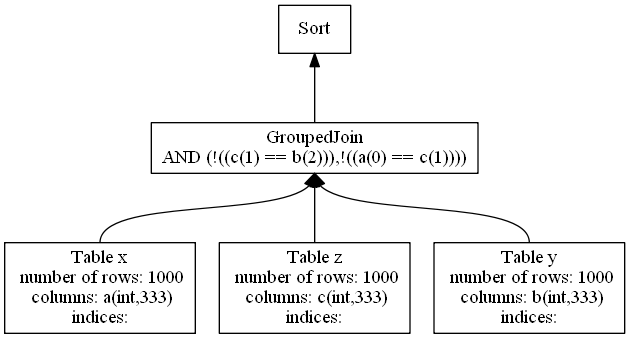 Sort
GroupedJoin
AND (!((c(1) == b(2))),!((a(0) == c(1))))
Table x
number of rows: 1000
columns: a(int,333)
indices:
Table z
number of rows: 1000
columns: c(int,333)
indices:
Table y
number of rows: 1000
columns: b(int,333)
indices: